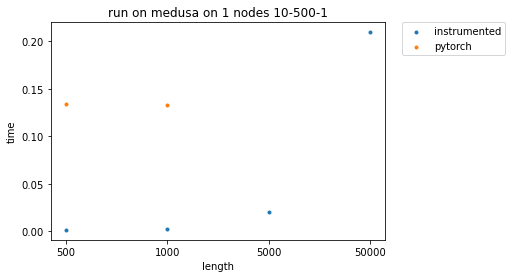 run on medusa on 1 nodes 10-500-1
instrumented
pytorch
0.20
0.15
0.10
0.05
0.00
time
500 1000 5000 50000
length